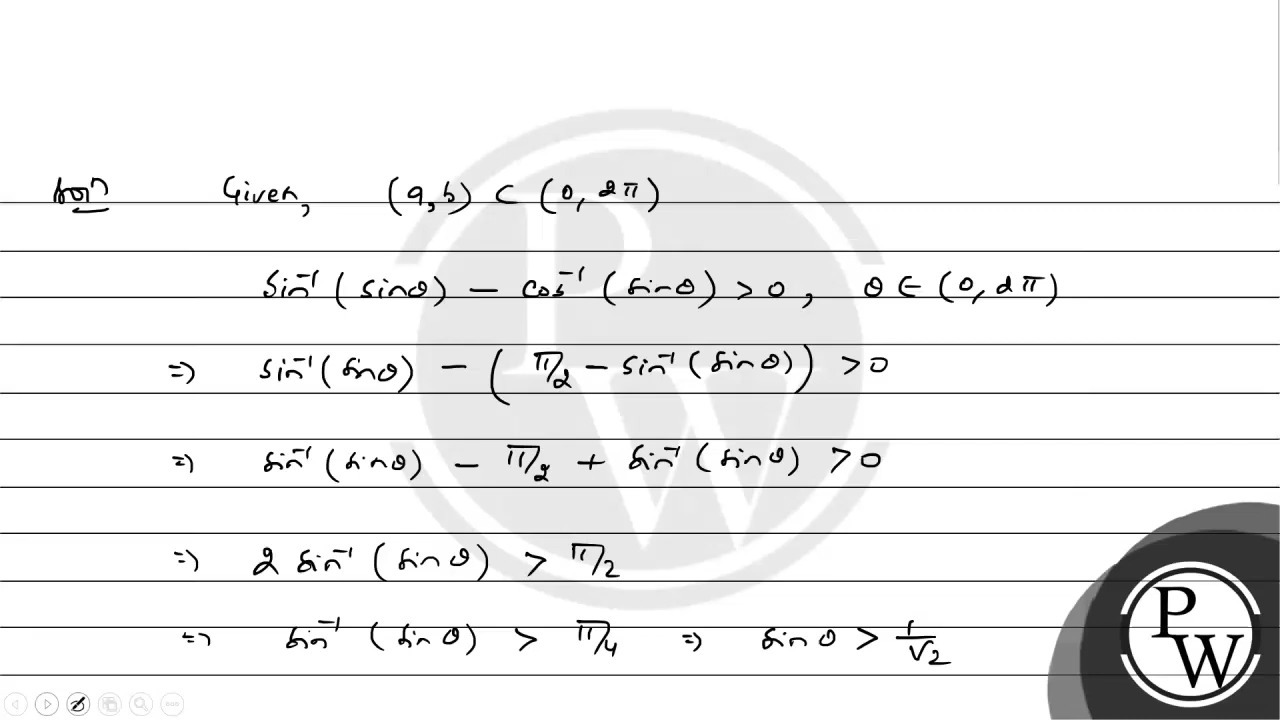 Solⁿ Given, (a, b) ⊂ (0, 2π)
sin⁻¹(sinθ) − cos⁻¹(sinθ) > 0, θ ∈ (0, 2π)
⇒ sin⁻¹(sinθ) − (π/2 − sin⁻¹(sinθ)) > 0
⇒ sin⁻¹(sinθ) − π/2 + sin⁻¹(sinθ) > 0
⇒ 2 sin⁻¹(sinθ) > π/2
⇒ sin⁻¹(sinθ) > π/4 ⇒ sinθ > 1/√2
P
W
P
W